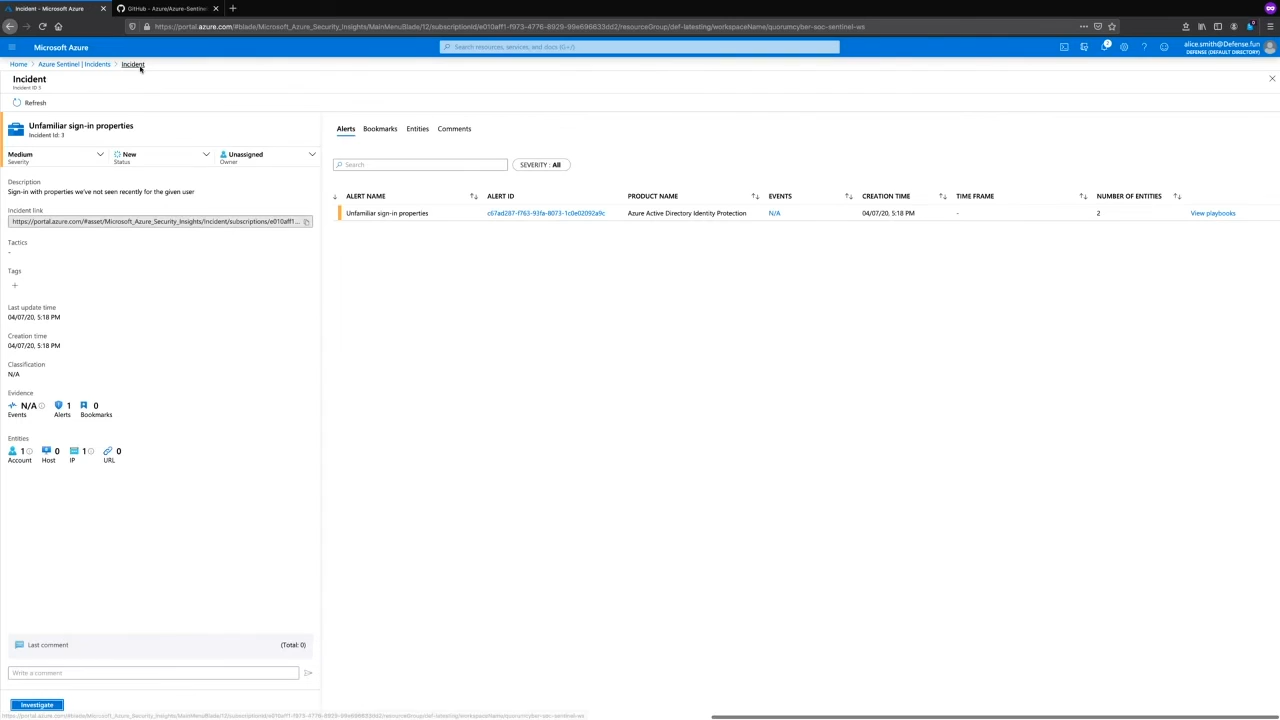 Incident - Microsoft Azure
GitHub - Azure/Azure-Sentinel
https://portal.azure.com/#blade/Microsoft_Azure_Security_Insights/MainMenuBlade/12/subscriptionId/e010aff1-f973-4776-8929-99e696633dd2/resourceGroup/def-latesting/workspaceName/quorumcyber-soc-sentinel-ws
Microsoft Azure
Search resources, services, and docs (G+/)
2
alice.smith@Defense.fun
DEFENSE (DEFAULT DIRECTORY)
Home > Azure Sentinel | Incidents > Incident
Incident
Incident ID 3
Refresh
Unfamiliar sign-in properties
Incident Id: 3
Medium
Severity
New
Status
Unassigned
Owner
Description
Sign-in with properties we've not seen recently for the given user
Incident link
https://portal.azure.com/#asset/Microsoft_Azure_Security_Insights/Incident/subscriptions/e010aff1...
Tactics
-
Tags
+
Last update time
04/07/20, 5:18 PM
Creation time
04/07/20, 5:18 PM
Classification
N/A
Evidence
N/A 1 0
Events Alerts Bookmarks
Entities
1 0 1 0
Account Host IP URL
Last comment (Total: 0)
Write a comment
Investigate
Alerts Bookmarks Entities Comments
Search
SEVERITY : All
ALERT NAME ALERT ID PRODUCT NAME EVENTS CREATION TIME TIME FRAME NUMBER OF ENTITIES
Unfamiliar sign-in properties c67ad287-f763-93fa-8073-1c0e02092a9c Azure Active Directory Identity Protection N/A 04/07/20, 5:18 PM - 2 View playbooks
https://portal.azure.com/#blade/Microsoft_Azure_Security_Insights/MainMenuBlade/12/subscriptionId/e010aff1-f973-4776-8929-99e696633dd2/resourceGroup/def-latesting/workspaceName/quorumcyber-soc-sentinel-ws